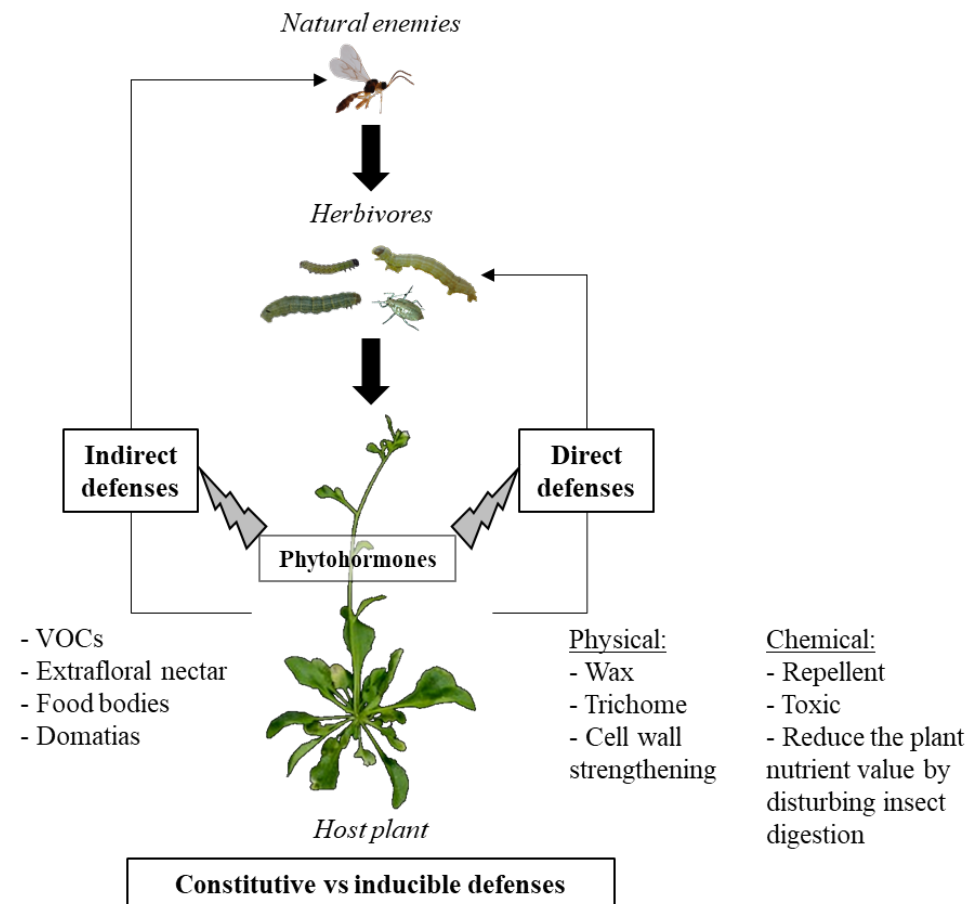 Natural enemies
Herbivores
Indirect
defenses
Direct
defenses
Phytohormones
- VOCs
- Extrafloral nectar
- Food bodies
- Domatias
Physical:
- Wax
- Trichome
- Cell wall
strengthening
Chemical:
- Repellent
- Toxic
- Reduce the plant
nutrient value by
disturbing insect
digestion
Host plant
Constitutive vs inducible defenses